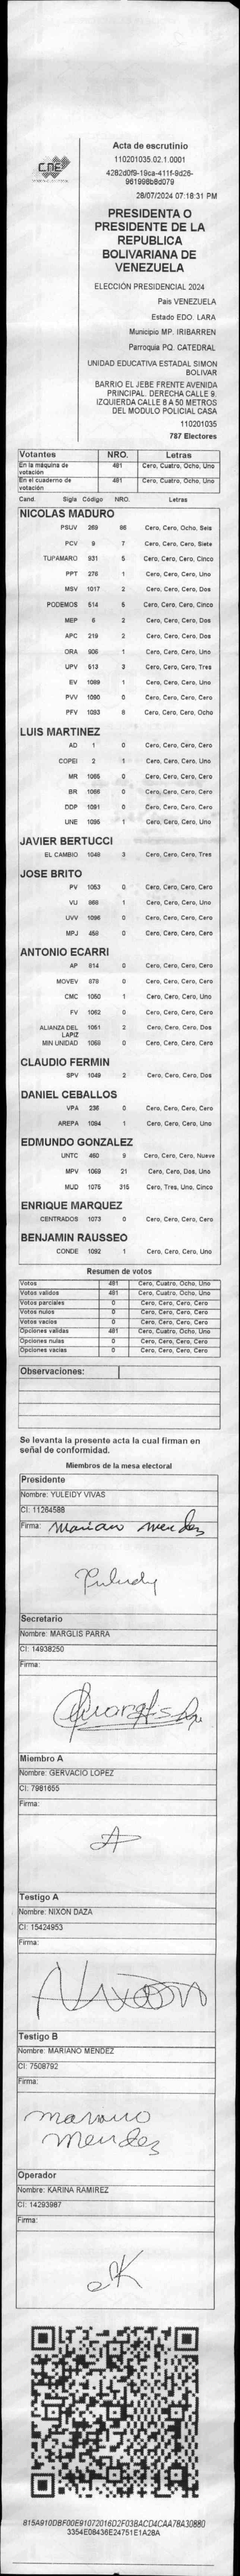 CNE
Acta de escrutinio
110201035.02.1.0001
4282d0f9-19ca-411f-9d26-
961998b8d079
28/07/2024 07:18:31 PM
PRESIDENTA O
PRESIDENTE DE LA
REPUBLICA
BOLIVARIANA DE
VENEZUELA
ELECCIÓN PRESIDENCIAL 2024
Pais VENEZUELA
Estado EDO. LARA
Municipio MP. IRIBARREN
Parroquia PQ. CATEDRAL
UNIDAD EDUCATIVA ESTADAL SIMON
BOLIVAR
BARRIO EL JEBE FRENTE AVENIDA
PRINCIPAL. DERECHA CALLE 9.
IZQUIERDA CALLE 8 A 50 METROS
DEL MODULO POLICIAL CASA
110201035
787 Electores
Votantes NRO. Letras
En la máquina de votación 481 Cero, Cuatro, Ocho, Uno
En el cuaderno de votación 481 Cero, Cuatro, Ocho, Uno
Cand. Sigla Código NRO. Letras
NICOLAS MADURO
PSUV 269 86 Cero, Cero, Ocho, Seis
PCV 9 7 Cero, Cero, Cero, Siete
TUPAMARO 931 5 Cero, Cero, Cero, Cinco
PPT 276 1 Cero, Cero, Cero, Uno
MSV 1017 2 Cero, Cero, Cero, Dos
PODEMOS 514 5 Cero, Cero, Cero, Cinco
MEP 6 2 Cero, Cero, Cero, Dos
APC 219 2 Cero, Cero, Cero, Dos
ORA 906 1 Cero, Cero, Cero, Uno
UPV 513 3 Cero, Cero, Cero, Tres
EV 1089 1 Cero, Cero, Cero, Uno
PVV 1090 0 Cero, Cero, Cero, Cero
PFV 1093 8 Cero, Cero, Cero, Ocho
LUIS MARTINEZ
AD 1 0 Cero, Cero, Cero, Cero
COPEI 2 1 Cero, Cero, Cero, Uno
MR 1065 0 Cero, Cero, Cero, Cero
BR 1066 0 Cero, Cero, Cero, Cero
DDP 1091 0 Cero, Cero, Cero, Cero
UNE 1095 1 Cero, Cero, Cero, Uno
JAVIER BERTUCCI
EL CAMBIO 1048 3 Cero, Cero, Cero, Tres
JOSE BRITO
PV 1053 0 Cero, Cero, Cero, Cero
VU 868 1 Cero, Cero, Cero, Uno
UVV 1096 0 Cero, Cero, Cero, Cero
MPJ 458 0 Cero, Cero, Cero, Cero
ANTONIO ECARRI
AP 814 0 Cero, Cero, Cero, Cero
MOVEV 879 0 Cero, Cero, Cero, Cero
CMC 1050 1 Cero, Cero, Cero, Uno
FV 1062 0 Cero, Cero, Cero, Cero
ALIANZA DEL LAPIZ 1051 2 Cero, Cero, Cero, Dos
MIN UNIDAD 1069 0 Cero, Cero, Cero, Cero
CLAUDIO FERMIN
SPV 1049 2 Cero, Cero, Cero, Dos
DANIEL CEBALLOS
VPA 236 0 Cero, Cero, Cero, Cero
AREPA 1094 1 Cero, Cero, Cero, Uno
EDMUNDO GONZALEZ
UNTC 460 9 Cero, Cero, Cero, Nueve
MPV 1069 21 Cero, Cero, Dos, Uno
MUD 1075 315 Cero, Tres, Uno, Cinco
ENRIQUE MARQUEZ
CENTRADOS 1073 0 Cero, Cero, Cero, Cero
BENJAMIN RAUSSEO
CONDE 1092 1 Cero, Cero, Cero, Uno
Resumen de votos
Votos 481 Cero, Cuatro, Ocho, Uno
Votos validos 481 Cero, Cuatro, Ocho, Uno
Votos parciales 0 Cero, Cero, Cero, Cero
Votos nulos 0 Cero, Cero, Cero, Cero
Votos vacios 0 Cero, Cero, Cero, Cero
Opciones validas 481 Cero, Cuatro, Ocho, Uno
Opciones nulas 0 Cero, Cero, Cero, Cero
Opciones vacias 0 Cero, Cero, Cero, Cero
Observaciones:
Se levanta la presente acta la cual firman en
señal de conformidad.
Miembros de la mesa electoral
Presidente
Nombre: YULEIDY VIVAS
CI: 11264588
Firma: Mariano Mendez
Yuleidy
Secretario
Nombre: MARGLIS PARRA
CI: 14938250
Firma:
Miembro A
Nombre: GERVACIO LOPEZ
CI: 7981655
Firma:
Testigo A
Nombre: NIXON DAZA
CI: 15424953
Firma:
Nixon
Testigo B
Nombre: MARIANO MENDEZ
CI: 7508792
Firma:
Mariano
Mendez
Operador
Nombre: KARINA RAMIREZ
CI: 14293987
Firma:
815A910DBF00E91072016D2F03BACD4CAA78A30880
3354E08436E24751E1A28A